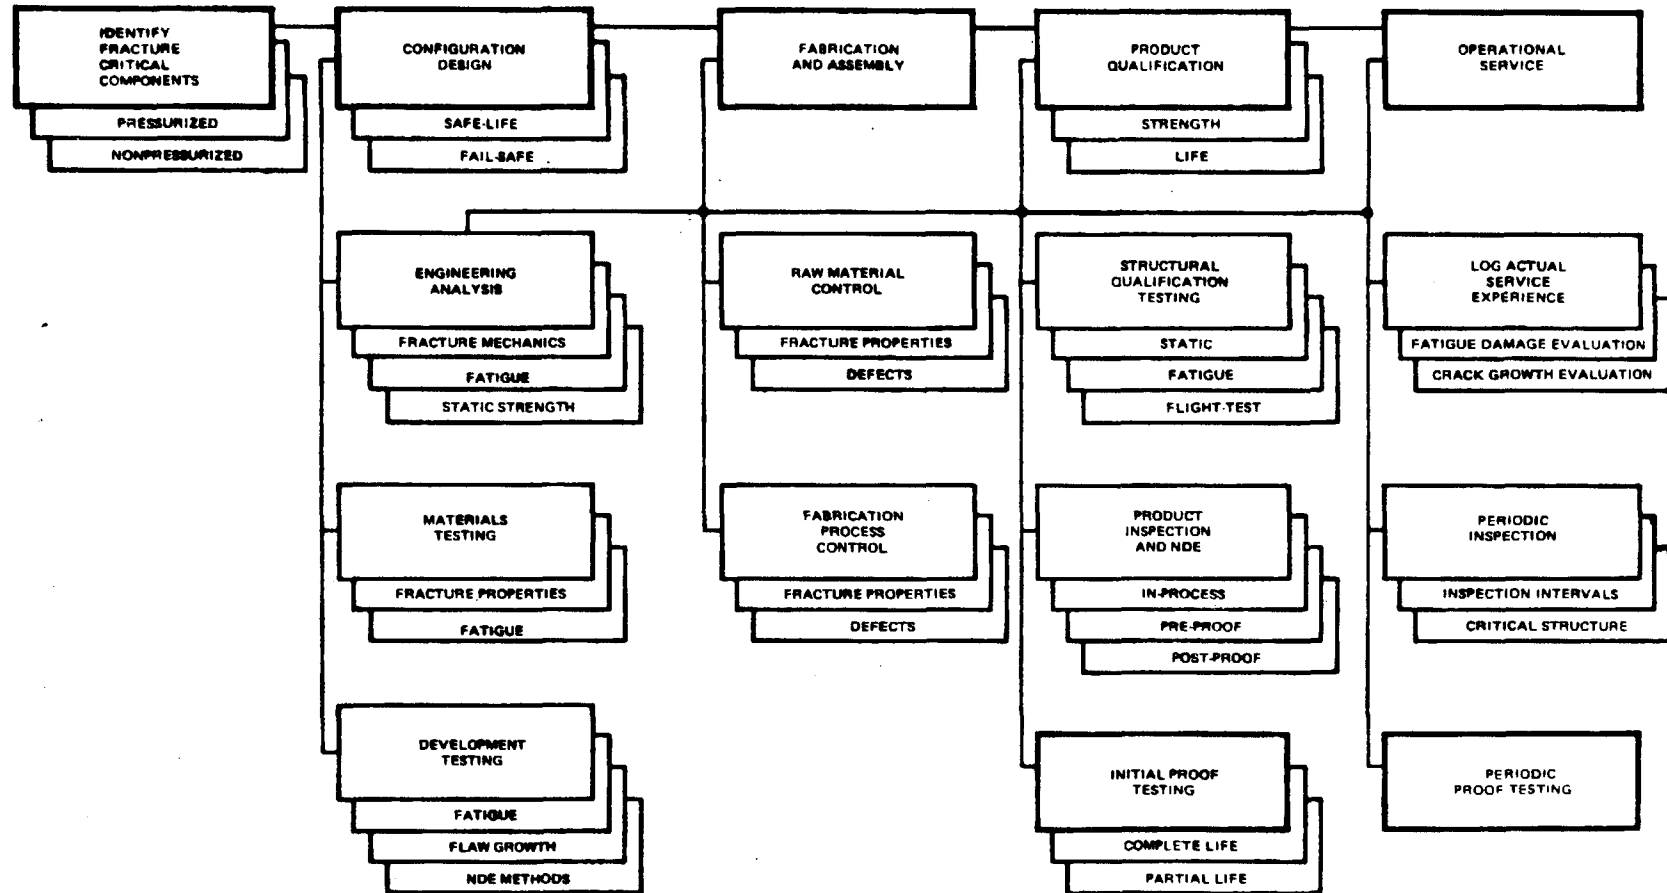 IDENTIFY
FRACTURE
CRITICAL
COMPONENTS
PRESSURIZED
NONPRESSURIZED
CONFIGURATION
DESIGN
SAFE-LIFE
FAIL-SAFE
FABRICATION
AND ASSEMBLY
PRODUCT
QUALIFICATION
STRENGTH
LIFE
OPERATIONAL
SERVICE
ENGINEERING
ANALYSIS
FRACTURE MECHANICS
FATIGUE
STATIC STRENGTH
RAW MATERIAL
CONTROL
FRACTURE PROPERTIES
DEFECTS
STRUCTURAL
QUALIFICATION
TESTING
STATIC
FATIGUE
FLIGHT-TEST
LOG ACTUAL
SERVICE
EXPERIENCE
FATIGUE DAMAGE EVALUATION
CRACK GROWTH EVALUATION
MATERIALS
TESTING
FRACTURE PROPERTIES
FATIGUE
FABRICATION
PROCESS
CONTROL
FRACTURE PROPERTIES
DEFECTS
PRODUCT
INSPECTION
AND NDE
IN-PROCESS
PRE-PROOF
POST-PROOF
PERIODIC
INSPECTION
INSPECTION INTERVALS
CRITICAL STRUCTURE
DEVELOPMENT
TESTING
FATIGUE
FLAW GROWTH
NDE METHODS
INITIAL PROOF
TESTING
COMPLETE LIFE
PARTIAL LIFE
PERIODIC
PROOF TESTING